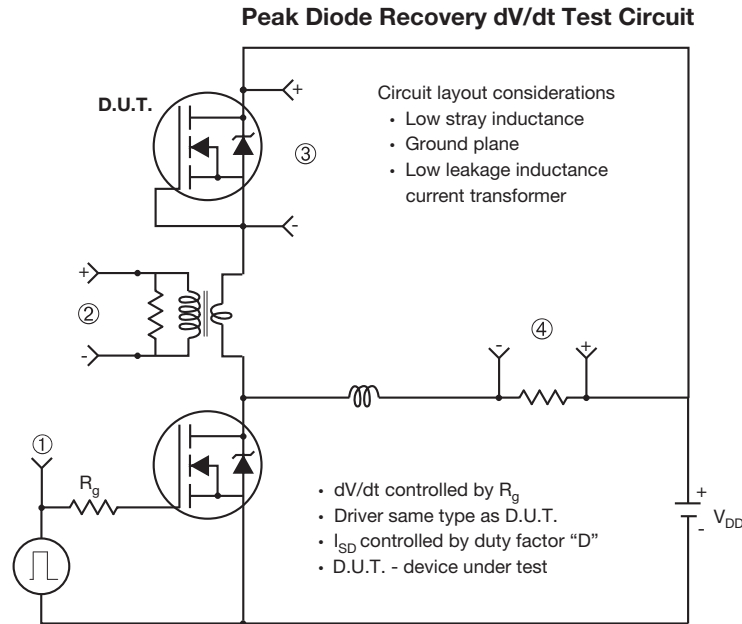 Peak Diode Recovery dV/dt Test Circuit
D.U.T.
+
Circuit layout considerations
• Low stray inductance
• Ground plane
• Low leakage inductance
current transformer
③
-
+
②
-
- ④ +
①
Rg
• dV/dt controlled by Rg
• Driver same type as D.U.T.
• ISD controlled by duty factor “D”
• D.U.T. - device under test
+
VDD
-